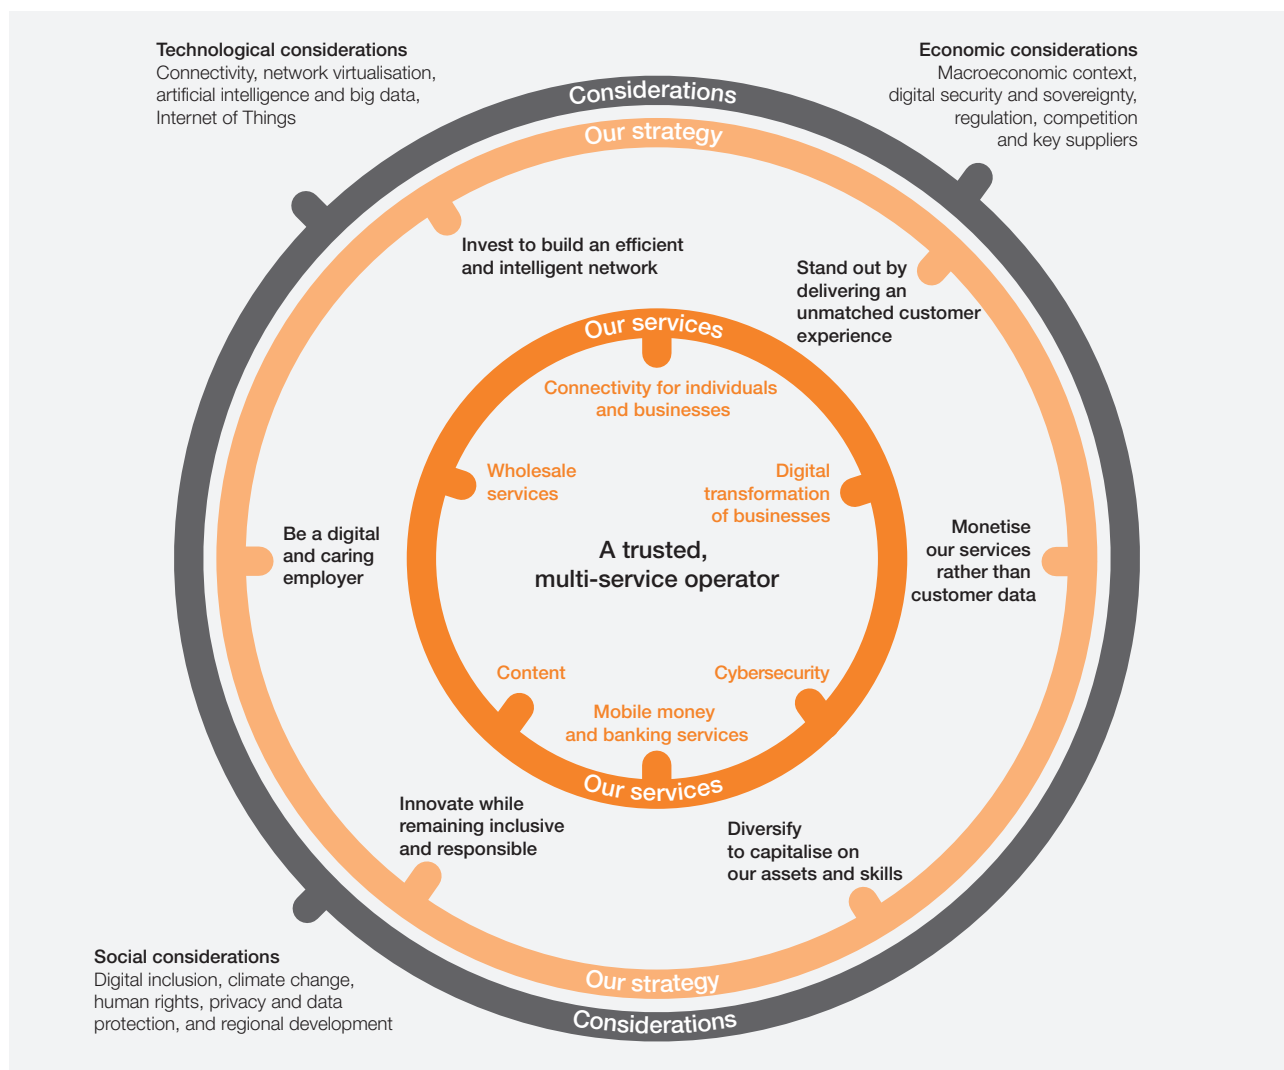 Technological considerations
Connectivity, network virtualisation,
artificial intelligence and big data,
Internet of Things
Economic considerations
Macroeconomic context,
digital security and sovereignty,
regulation, competition
and key suppliers
Considerations
Our strategy
Invest to build an efficient
and intelligent network
Stand out by
delivering an
unmatched customer
experience
Our services
Connectivity for individuals
and businesses
Wholesale
services
Digital
transformation
of businesses
Be a digital
and caring
employer
A trusted,
multi-service operator
Monetise
our services
rather than
customer data
Content
Cybersecurity
Mobile money
and banking services
Our services
Innovate while
remaining inclusive
and responsible
Diversify
to capitalise on
our assets and skills
Social considerations
Digital inclusion, climate change,
human rights, privacy and data
protection, and regional development
Our strategy
Considerations